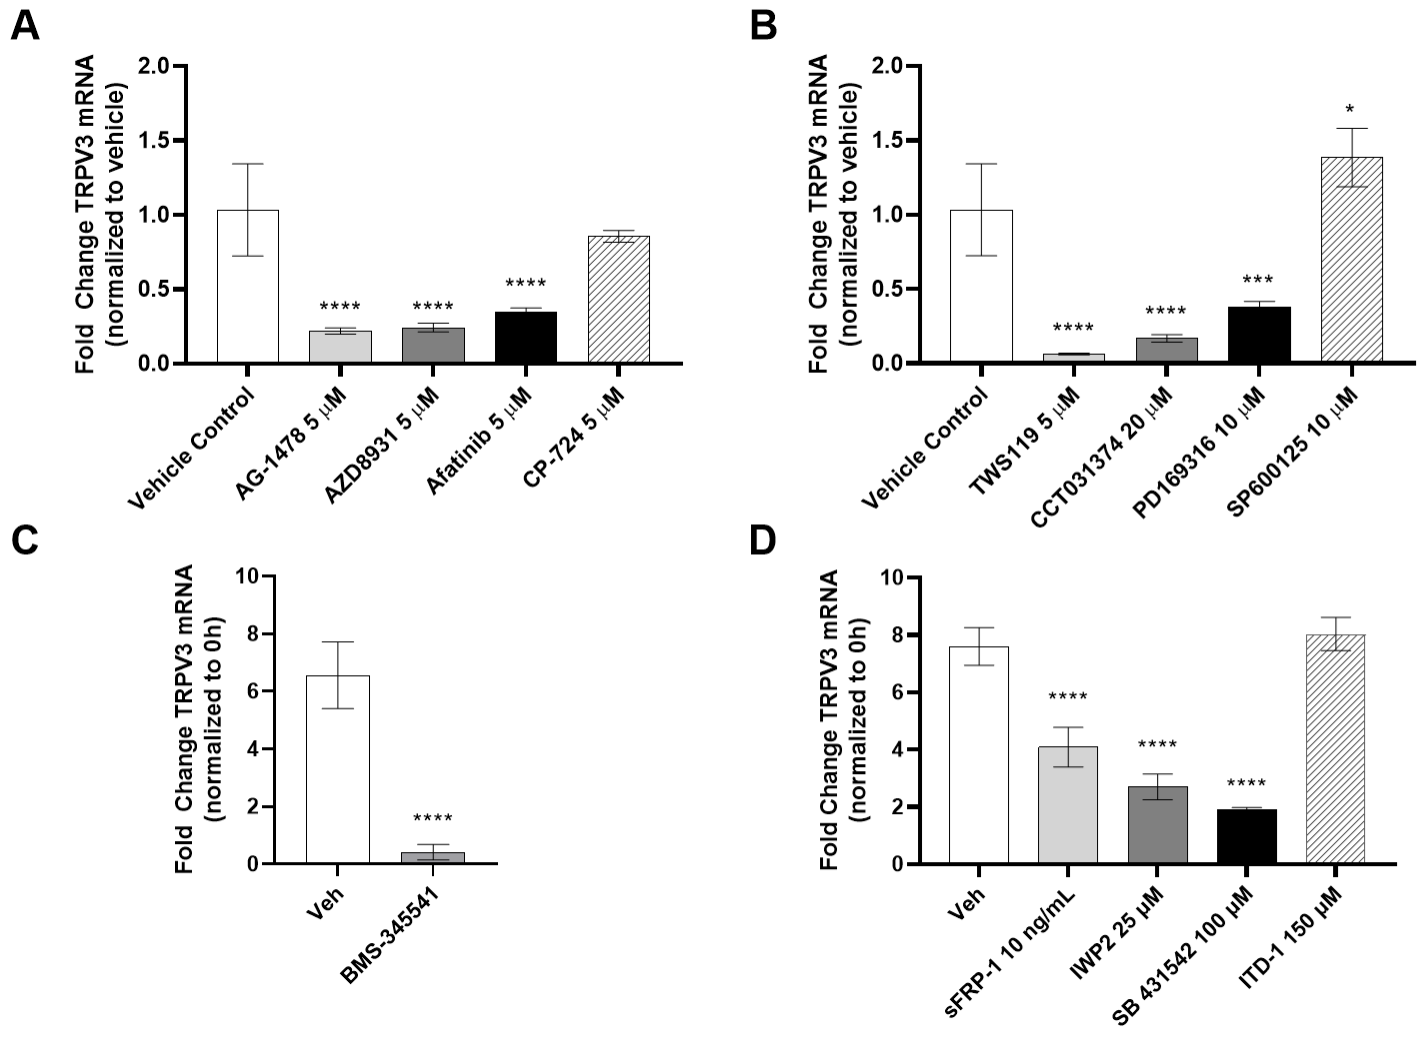 A
Fold Change TRPV3 mRNA
(normalized to vehicle)
2.0
1.5
1.0
0.5
0.0
****
****
****
Vehicle Control
AG-1478 5 μM
AZD8931 5 μM
Afatinib 5 μM
CP-724 5 μM
B
Fold Change TRPV3 mRNA
(normalized to vehicle)
2.0
1.5
1.0
0.5
0.0
****
****
***
*
Vehicle Control
TWS119 5 μM
CCT031374 20 μM
PD169316 10 μM
SP600125 10 μM
C
Fold Change TRPV3 mRNA
(normalized to 0h)
10
8
6
4
2
0
****
Veh
BMS-345541
D
Fold Change TRPV3 mRNA
(normalized to 0h)
10
8
6
4
2
0
****
****
****
Veh
sFRP-1 10 ng/mL
IWP2 25 μM
SB 431542 100 μM
ITD-1 150 μM